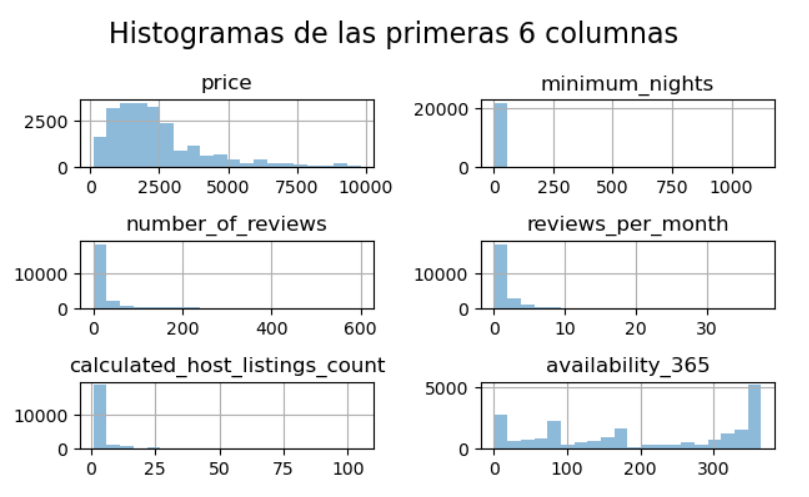 Histogramas de las primeras 6 columnas
price
minimum_nights
2500
0
0 2500 5000 7500 10000
20000
0
0 250 500 750 1000
number_of_reviews
reviews_per_month
10000
0
0 200 400 600
10000
0
0 10 20 30
calculated_host_listings_count
availability_365
10000
0
0 25 50 75 100
5000
0
0 100 200 300